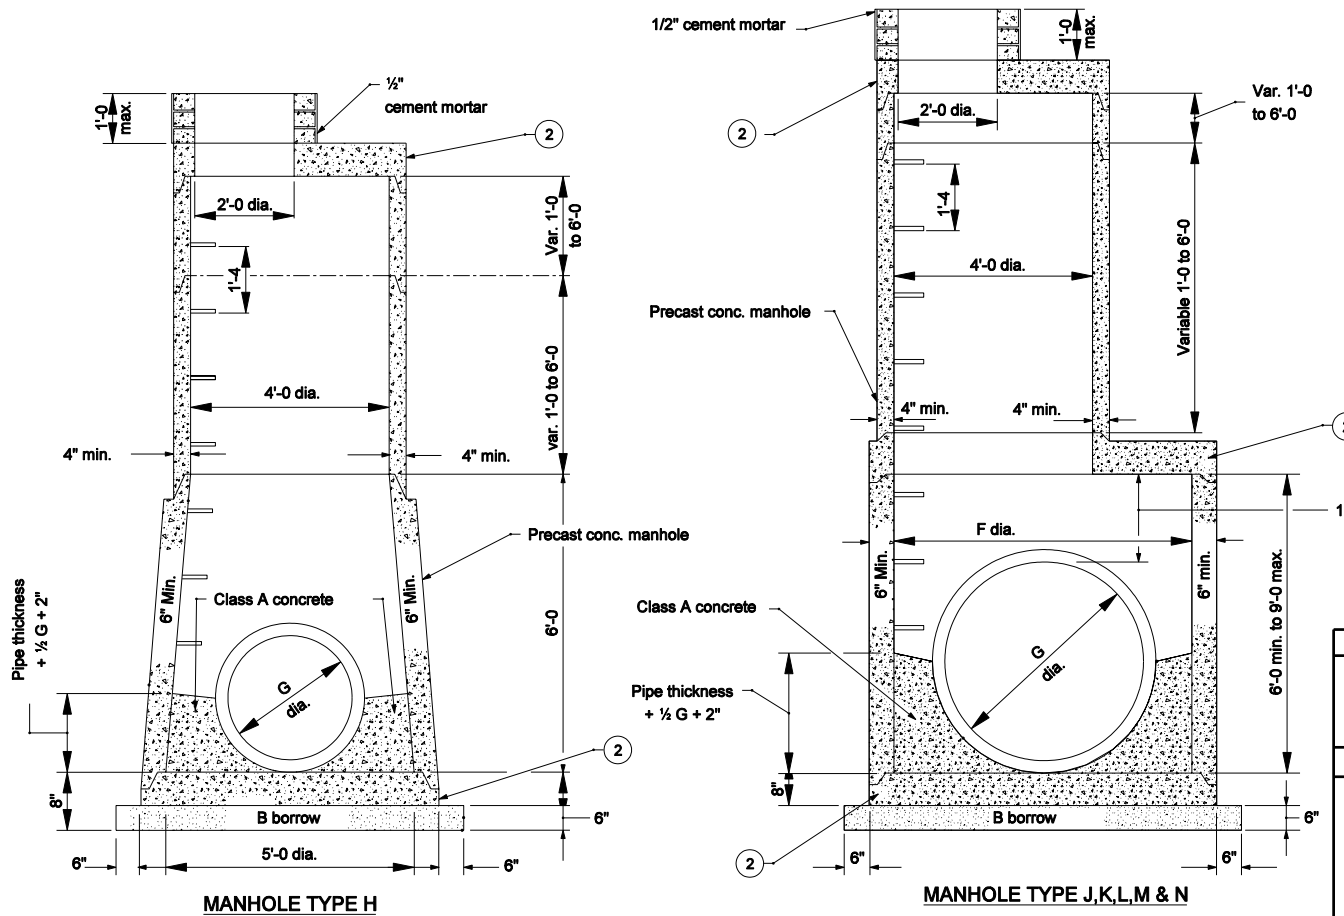 1'-0
max.
½"
cement mortar
2
2'-0 dia.
Var. 1'-0
to 6'-0
1'-4
var. 1'-0 to 6'-0
4'-0 dia.
4" min.
4" min.
Precast conc. manhole
6" Min.
6" Min.
Class A concrete
6'-0
Pipe thickness
+ ½ G + 2"
G
dia.
2
8"
B borrow
6"
6"
5'-0 dia.
6"
MANHOLE TYPE H
1/2" cement mortar
1'-0
max.
2
2'-0 dia.
Var. 1'-0
to 6'-0
1'-4
4'-0 dia.
Variable 1'-0 to 6'-0
Precast conc. manhole
4" min.
4" min.
F dia.
1
6" Min
6" min.
Class A concrete
G
dia.
6'-0 min. to 9'-0 max.
Pipe thickness
+ ½ G + 2"
8"
B borrow
6"
2
6"
6"
MANHOLE TYPE J,K,L,M & N